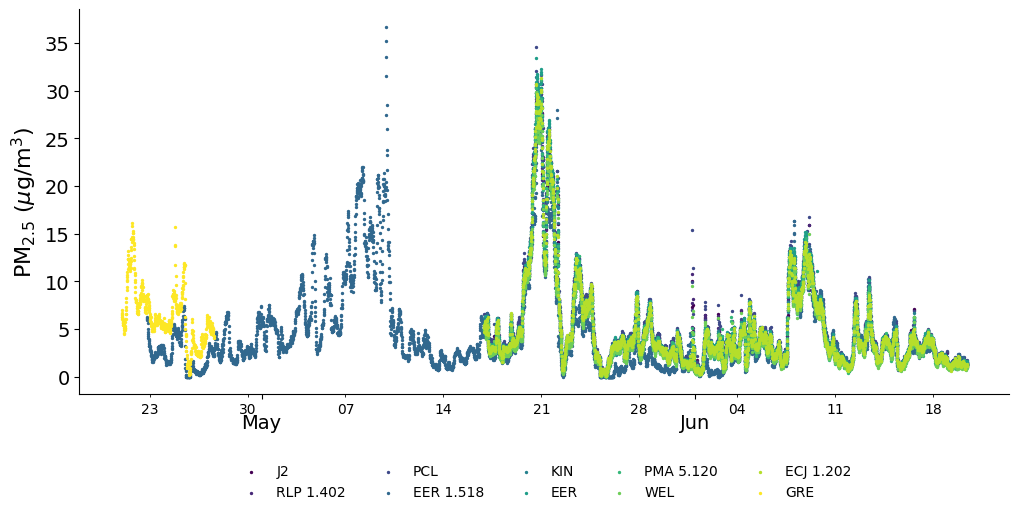 35
30
25
20
15
10
5
0
PM2.5 (μg/m³)
23 30 07 14 21 28 04 11 18
May Jun
J2 PCL KIN PMA 5.120 ECJ 1.202
RLP 1.402 EER 1.518 EER WEL GRE